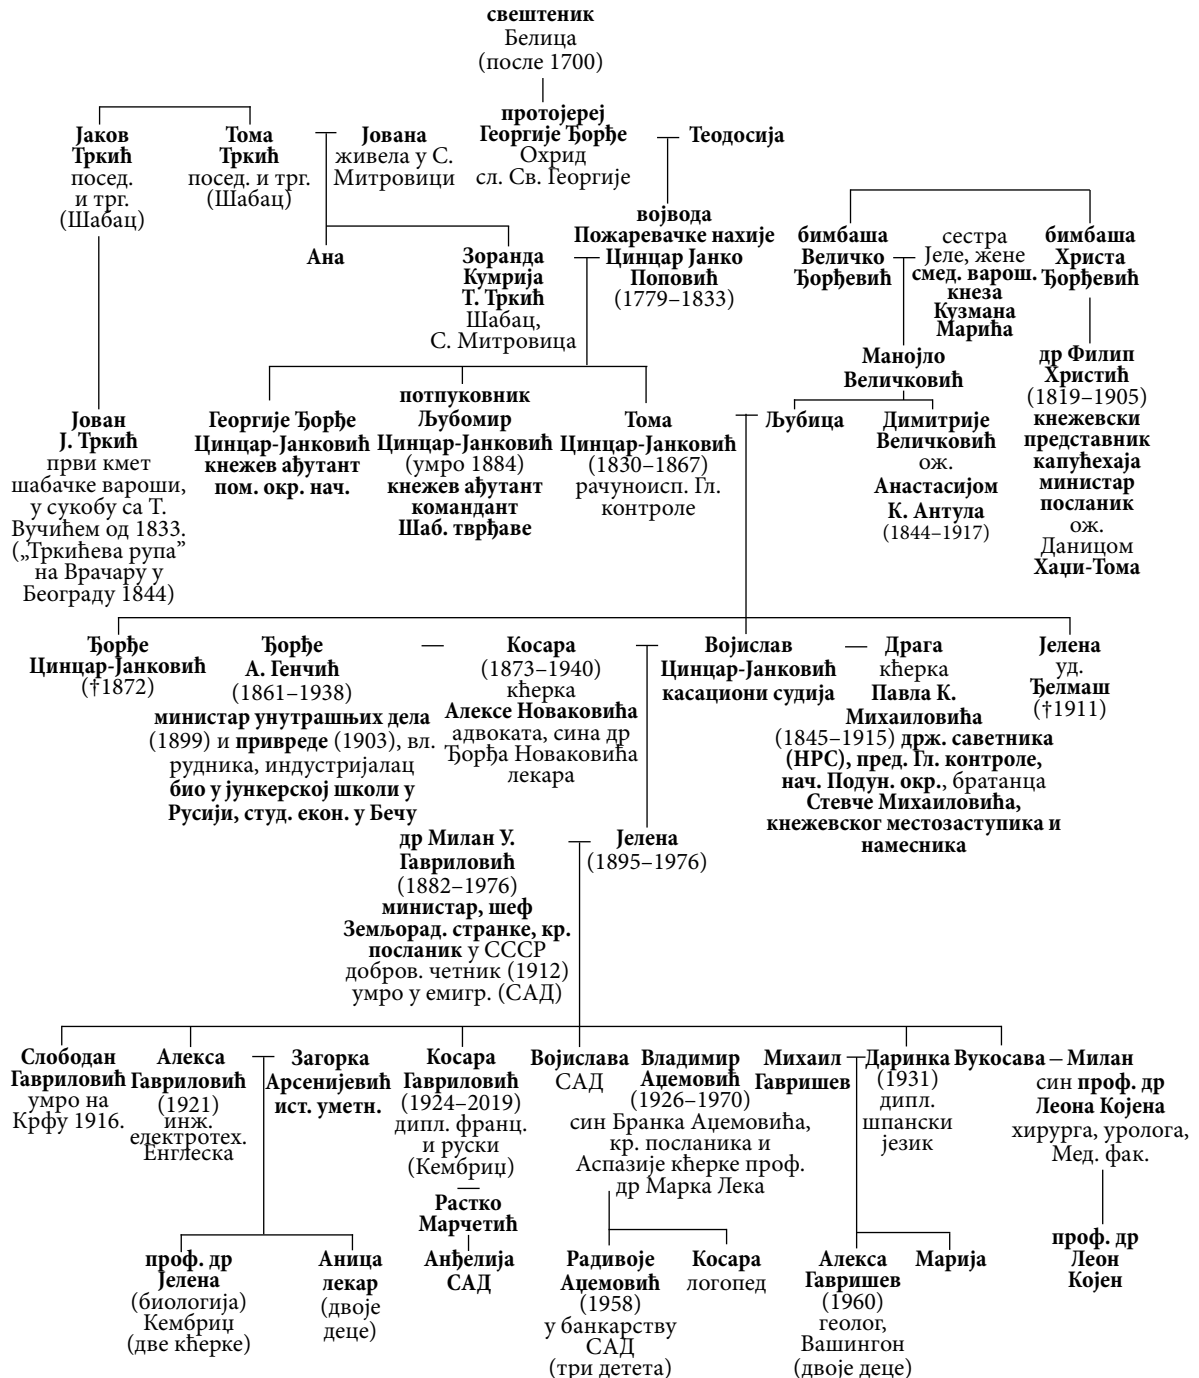 свештеник
Белица
(после 1700)
протојереј
Георгије Ђорђе
Охрид
сл. Св. Георгије
Теодосија
Јаков
Тркић
посед.
и трг.
(Шабац)
Тома
Тркић
посед. и трг.
(Шабац)
Јована
живела у С.
Митровици
Ана
Зоранда
Кумрија
Т. Тркић
Шабац,
С. Митровица
војвода
Пожаревачке нахије
Цинцар Јанко
Поповић
(1779–1833)
бимбаша
Величко
Ђорђевић
сестра
Јеле, жене
смед. варош.
кнеза
Кузмана
Марића
бимбаша
Христа
Ђорђевић
Манојло
Величковић
др Филип
Христић
(1819–1905)
кнежевски
представник
капућехаја
министар
посланик
ож.
Даницом
Хаџи-Тома
Јован
Ј. Тркић
први кмет
шабачке вароши,
у сукобу са Т.
Вучићем од 1833.
(„Тркићева рупа”
на Врачару у
Београду 1844)
Георгије Ђорђе
Цинцар-Јанковић
кнежев ађутант
пом. окр. нач.
потпуковник
Љубомир
Цинцар-Јанковић
(умро 1884)
кнежев ађутант
командант
Шаб. тврђаве
Тома
Цинцар-Јанковић
(1830–1867)
рачуноисп. Гл.
контроле
Љубица
Димитрије
Величковић
ож.
Анастасијом
К. Антула
(1844–1917)
Ђорђе
Цинцар-Јанковић
(†1872)
Ђорђе
А. Генчић
(1861–1938)
министар унутрашњих дела
(1899) и привреде (1903), вл.
рудника, индустријалац
био у јункерској школи у
Русији, студ. екон. у Бечу
Косара
(1873–1940)
кћерка
Алексе Новаковића
адвоката, сина др
Ђорђа Новаковића
лекара
Војислав
Цинцар-Јанковић
касациони судија
Драга
кћерка
Павла К.
Михаиловића
(1845–1915) држ. саветника
(НРС), пред. Гл. контроле,
нач. Подун. окр., братанца
Стевче Михаиловића,
кнежевског местозаступика и
намесника
Јелена
уд.
Ђелмаш
(†1911)
др Милан У.
Гавриловић
(1882–1976)
министар, шеф
Земљорад. странке, кр.
посланик у СССР
добров. четник (1912)
умро у емигр. (САД)
Јелена
(1895–1976)
Слободан
Гавриловић
умро на
Крфу 1916.
Алекса
Гавриловић
(1921)
инж.
електротех.
Енглеска
Загорка
Арсенијевић
ист. уметн.
Косара
Гавриловић
(1924–2019)
дипл. франц.
и руски
(Кембриџ)
Растко
Марчетић
Војислава
САД
Владимир
Аџемовић
(1926–1970)
син Бранка Аџемовића,
кр. посланика и
Аспазије кћерке проф.
др Марка Лека
Михаил
Гавришев
Даринка
(1931)
дипл.
шпански
језик
Вукосава
Милан
син проф. др
Леона Којена
хирурга, уролога,
Мед. фак.
проф. др
Јелена
(биологија)
Кембриџ
(две кћерке)
Аница
лекар
(двоје
деце)
Анђелија
САД
Радивоје
Аџемовић
(1958)
у банкарству
САД
(три детета)
Косара
логопед
Алекса
Гавришев
(1960)
геолог,
Вашингон
(двоје деце)
Марија
проф. др
Леон
Којен